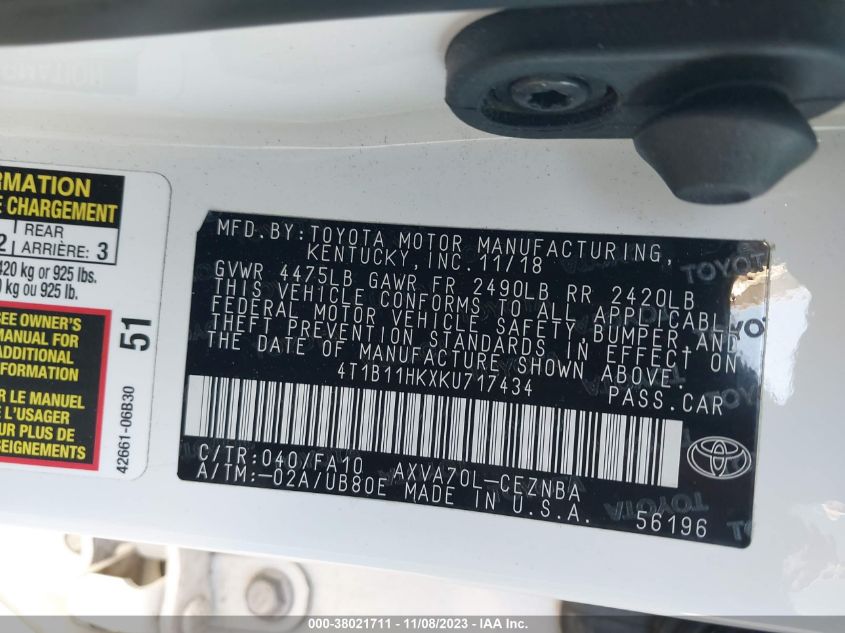 RMATION
E CHARGEMENT
2
REAR
ARRIÈRE: 3
420 kg or 925 lbs.
0 kg ou 925 lb.
SEE OWNER'S
MANUAL FOR
ADDITIONAL
INFORMATION
R LE MANUEL
L'USAGER
UR PLUS DE
SEIGNEMENTS
51
42661-06B30
MFD.BY:TOYOTA MOTOR MANUFACTURING,
KENTUCKY, INC. 11/18
GVWR 4475LB GAWR FR 2490LB RR 2420LB
THIS VEHICLE CONFORMS TO ALL APPLICABLE
FEDERAL MOTOR VEHICLE SAFETY, BUMPER, AND
THEFT PREVENTION STANDARDS IN EFFECT ON
THE DATE OF MANUFACTURE SHOWN ABOVE.
4T1B11HKXKU717434
PASS.CAR
C/TR:040/FA10 AXVA70L-CEZNBA
A/TM:-02A/UB80E MADE IN U.S.A.
56196
TOYOTA
000-38021711 - 11/08/2023 - IAA Inc.